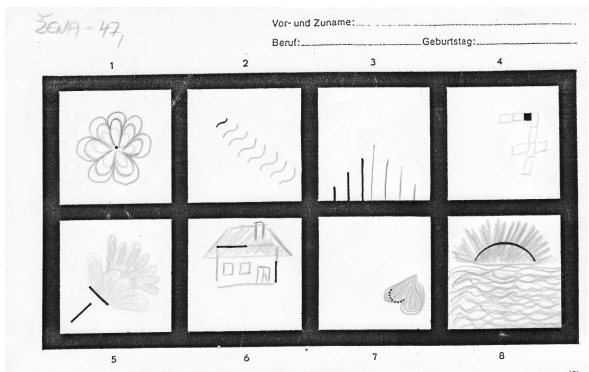 ŽENA - 47,
Vor- und Zuname:
Beruf: Geburtstag:
1 2 3 4
5 6 7 8